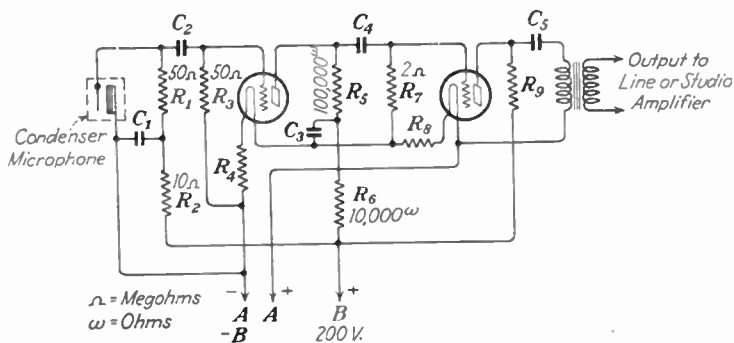 C2
C4
C5
50Ω
R1
50Ω
R3
100,000ω
R5
2Ω
R7
R9
Output to
Line or Studio
Amplifier
Condenser
Microphone
C1
C3
R8
R4
10Ω
R2
R6
10,000ω
Ω = Megohms
ω = Ohms
- + +
A A B
-B 200 V.